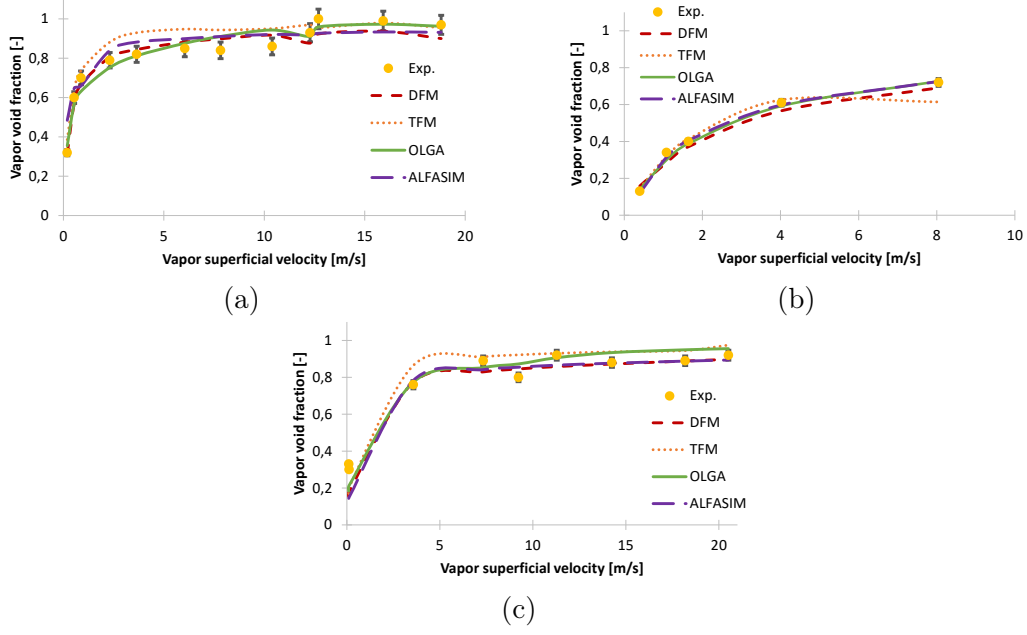 Vapor void fraction [-]
1
0,8
0,6
0,4
0,2
0
0
5
10
15
20
Vapor superficial velocity [m/s]
Exp.
DFM
TFM
OLGA
ALFASIM
(a)
Vapor void fraction [-]
1
0,8
0,6
0,4
0,2
0
0
2
4
6
8
10
Vapor superficial velocity [m/s]
Exp.
DFM
TFM
OLGA
ALFASIM
(b)
Vapor void fraction [-]
1
0,8
0,6
0,4
0,2
0
0
5
10
15
20
Vapor superficial velocity [m/s]
Exp.
DFM
TFM
OLGA
ALFASIM
(c)